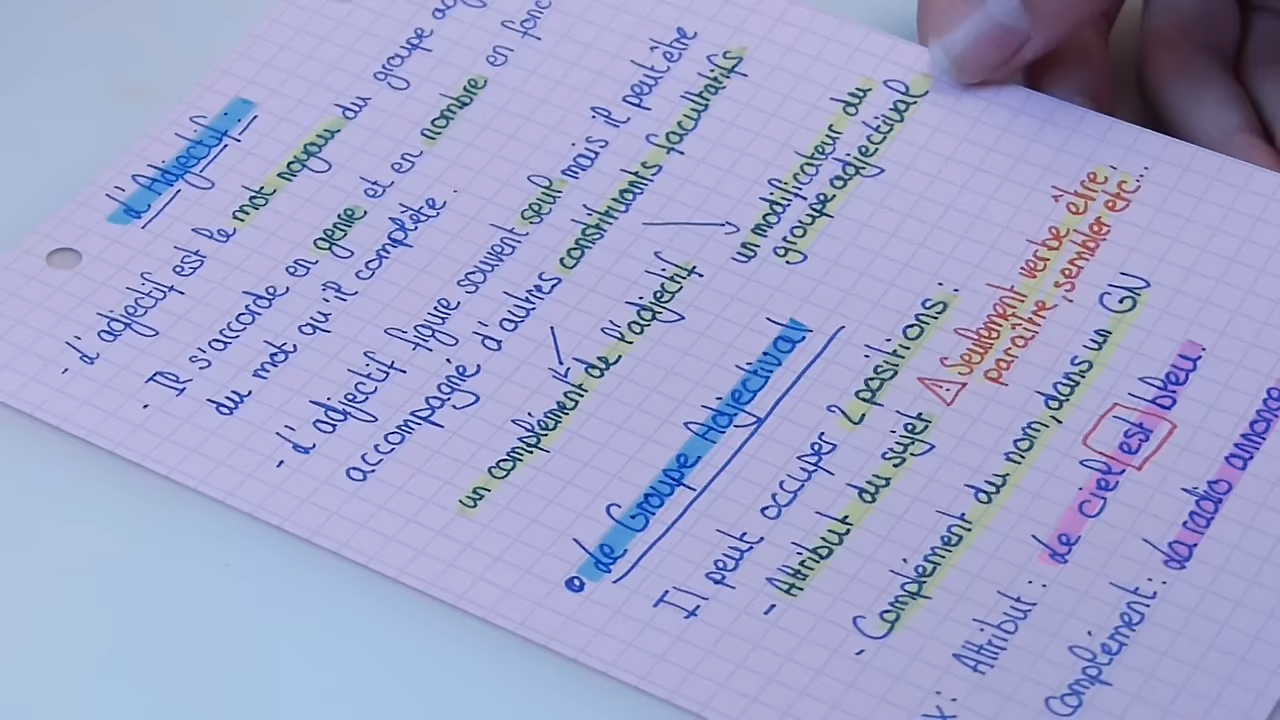 L'Adjectif :
- L'adjectif est le mot noyau du groupe
. Il s'accorde en genre et en nombre en
du mot qu'il complète.
- L'adjectif figure souvent seul mais il peut être
accompagné d'autres constituants facultatifs
un complément de l'adjectif
un modificateur du
groupe adjectival
• Le Groupe Adjectival
Il peut occuper 2 positions :
- Attribut du sujet
⚠ Seulement verbe être,
paraître, sembler etc...
- Complément du nom, dans un GN
Attribut : Le ciel est bleu.
Complément : La radio annonce